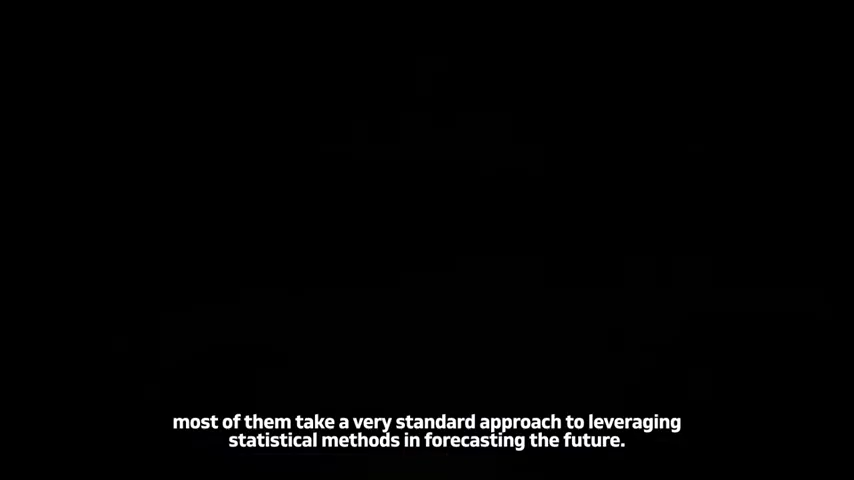 most of them take a very standard approach to leveraging
statistical methods in forecasting the future.